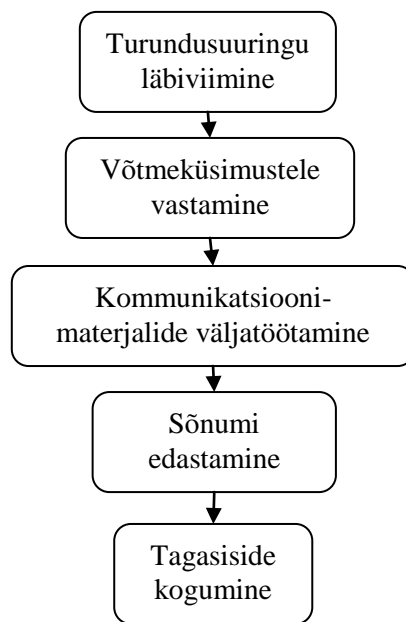 Turundusuuringu
läbiviimine
Võtmeküsimustele
vastamine
Kommunikatsiooni-
materjalide väljatöötamine
Sõnumi
edastamine
Tagasiside
kogumine